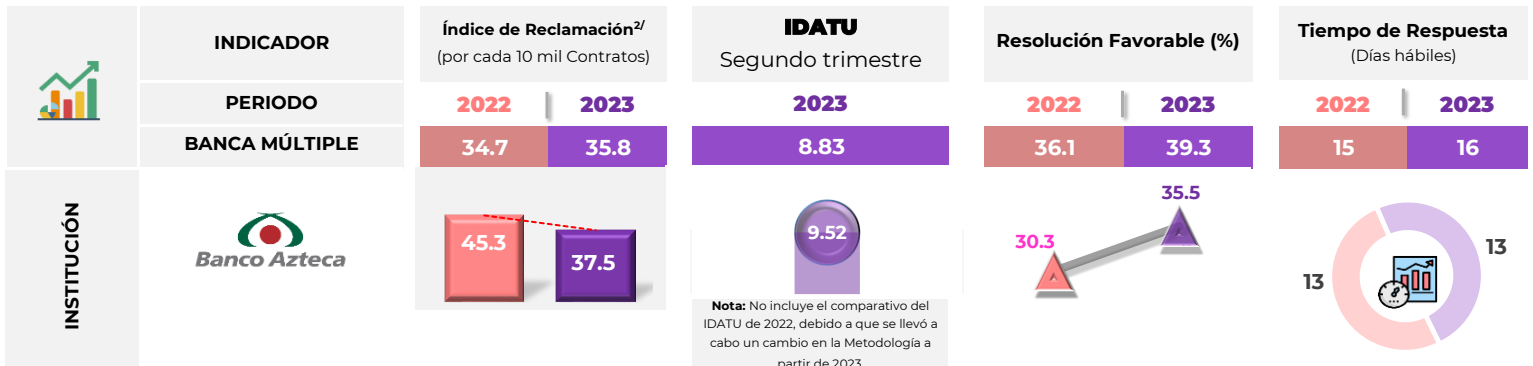 INDICADOR
Índice de Reclamación2/
(por cada 10 mil Contratos)
IDATU
Segundo trimestre
Resolución Favorable (%)
Tiempo de Respuesta
(Días hábiles)
PERIODO
2022
2023
2023
2022
2023
2022
2023
BANCA MÚLTIPLE
34.7
35.8
8.83
36.1
39.3
15
16
INSTITUCIÓN
Banco Azteca
45.3
37.5
9.52
Nota: No incluye el comparativo del
IDATU de 2022, debido a que se llevó a
cabo un cambio en la Metodología a
partir de 2023
30.3
35.5
13
13